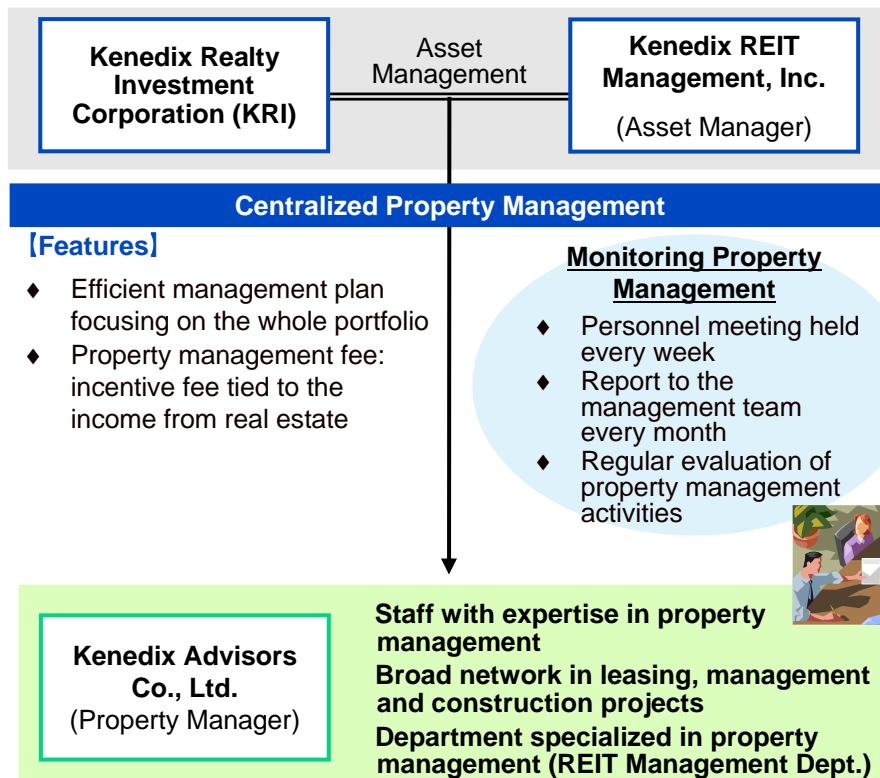 Kenedix Realty
Investment
Corporation (KRI)
Asset
Management
Kenedix REIT
Management, Inc.
(Asset Manager)
Centralized Property Management
【Features】
♦ Efficient management plan
focusing on the whole portfolio
♦ Property management fee:
incentive fee tied to the
income from real estate
Monitoring Property
Management
♦ Personnel meeting held
every week
♦ Report to the
management team
every month
♦ Regular evaluation of
property management
activities
Kenedix Advisors
Co., Ltd.
(Property Manager)
Staff with expertise in property
management
Broad network in leasing, management
and construction projects
Department specialized in property
management (REIT Management Dept.)